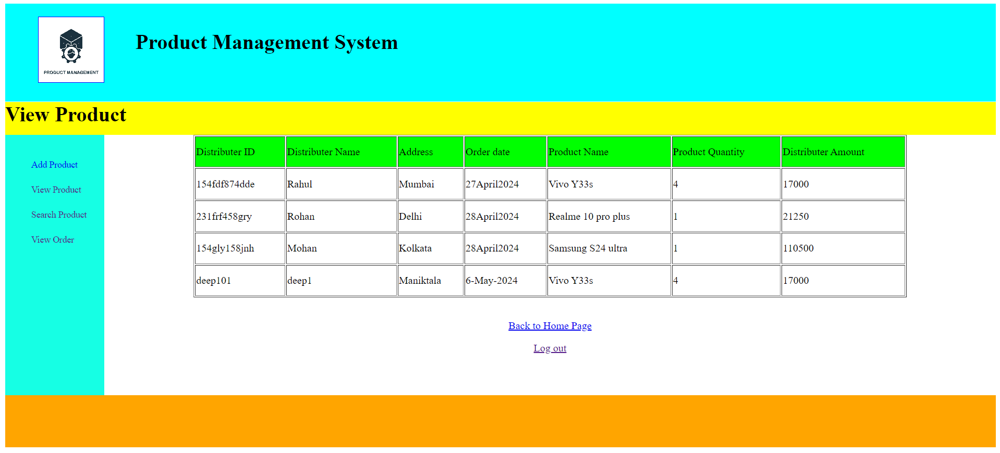 PRODUCT MANAGEMENT
Product Management System
View Product
Add Product
View Product
Search Product
View Order
Distributer ID Distributer Name Address Order date Product Name Product Quantity Distributer Amount
154fdf874dde Rahul Mumbai 27April2024 Vivo Y33s 4 17000
231frf458gry Rohan Delhi 28April2024 Realme 10 pro plus 1 21250
154gly158jnh Mohan Kolkata 28April2024 Samsung S24 ultra 1 110500
deep101 deep1 Maniktala 6-May-2024 Vivo Y33s 4 17000
Back to Home Page
Log out